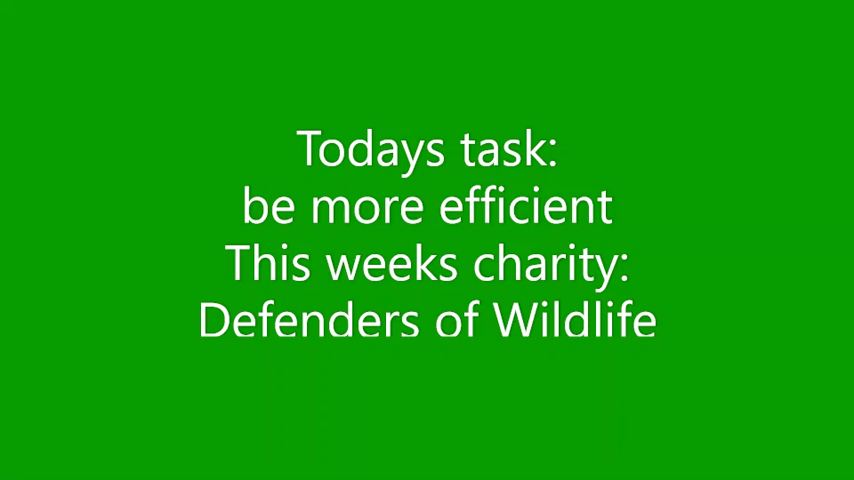 Todays task:
be more efficient
This weeks charity:
Defenders of Wildlife